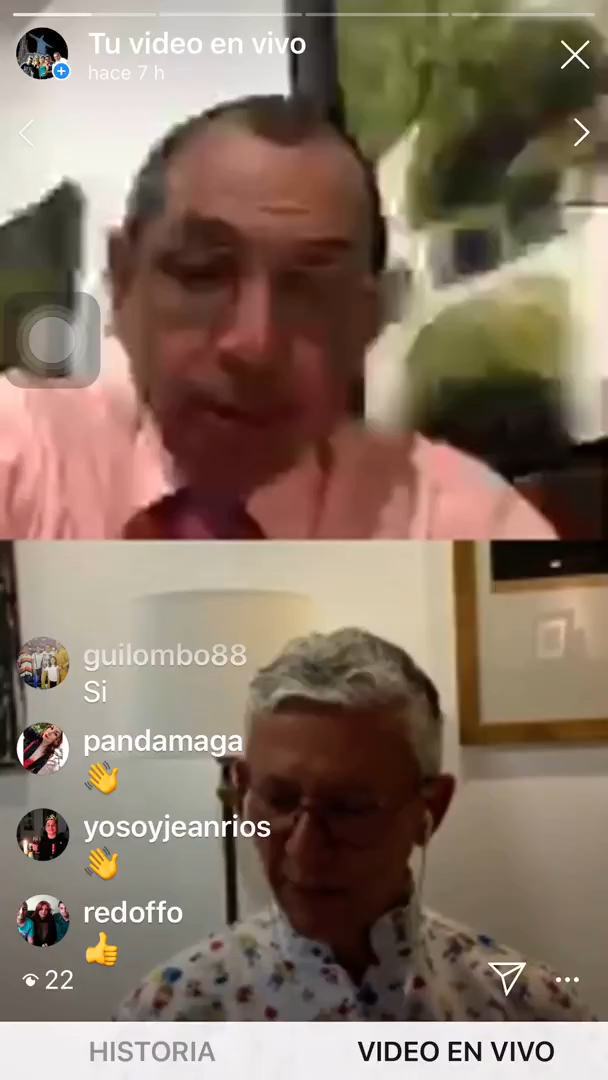 Tu video en vivo
hace 7 h
guilombo88
Si
pandamaga
👋
yosoyjeanrios
👋
redoffo
👍
22
HISTORIA
VIDEO EN VIVO